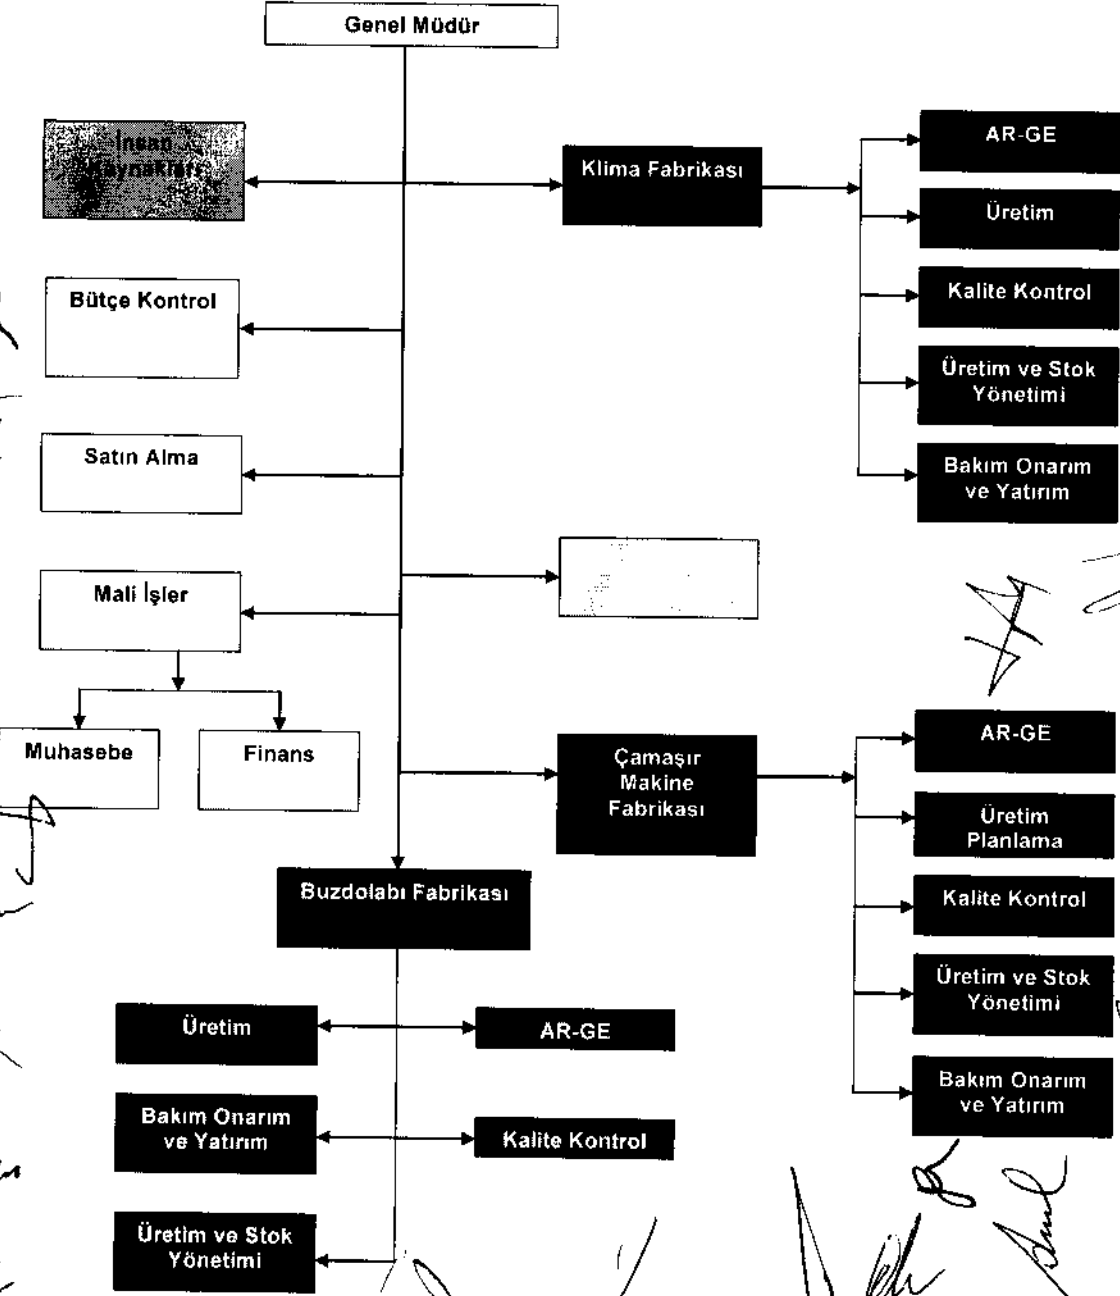 Genel Müdür
İnsan
Kaynakları
Klima Fabrikası
AR-GE
Üretim
Kalite Kontrol
Üretim ve Stok
Yönetimi
Bakım Onarım
ve Yatırım
Bütçe Kontrol
Satın Alma
Mali İşler
Muhasebe
Finans
Çamaşır
Makine
Fabrikası
AR-GE
Üretim
Planlama
Kalite Kontrol
Üretim ve Stok
Yönetimi
Bakım Onarım
ve Yatırım
Buzdolabı Fabrikası
Üretim
AR-GE
Bakım Onarım
ve Yatırım
Kalite Kontrol
Üretim ve Stok
Yönetimi